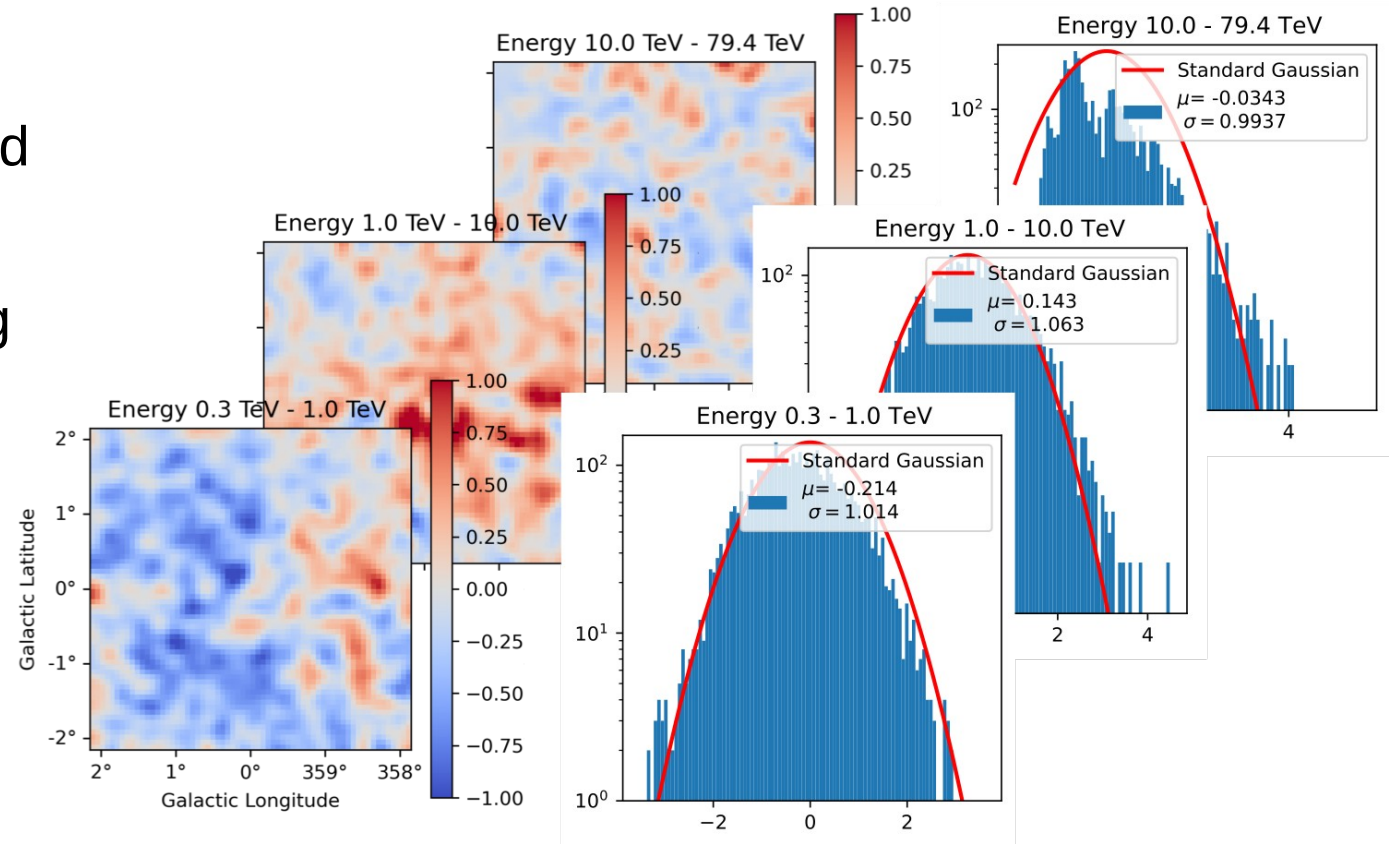 d
g
Energy 10.0 TeV - 79.4 TeV
1.00
0.75
0.50
0.25
Energy 10.0 - 79.4 TeV
10²
Standard Gaussian
μ= -0.0343
σ = 0.9937
4
Energy 1.0 TeV - 10.0 TeV
1.00
0.75
0.50
0.25
Energy 1.0 - 10.0 TeV
10²
Standard Gaussian
μ= 0.143
σ = 1.063
2 4
Energy 0.3 TeV - 1.0 TeV
2°
1°
0°
-1°
-2°
Galactic Latitude
2° 1° 0° 359° 358°
Galactic Longitude
1.00
0.75
0.50
0.25
0.00
−0.25
−0.50
−0.75
−1.00
Energy 0.3 - 1.0 TeV
10²
10¹
10⁰
Standard Gaussian
μ= -0.214
σ = 1.014
−2 0 2